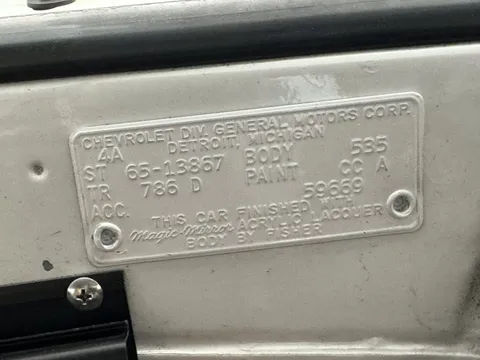 CHEVROLET DIV. GENERAL MOTORS CORP.
4A DETROIT, MICHIGAN
ST 65-13867 BODY 535
TR 786 D PAINT CC A
ACC. 59669
THIS CAR FINISHED WITH
Magic-Mirror ACRYLIC LACQUER
BODY BY FISHER